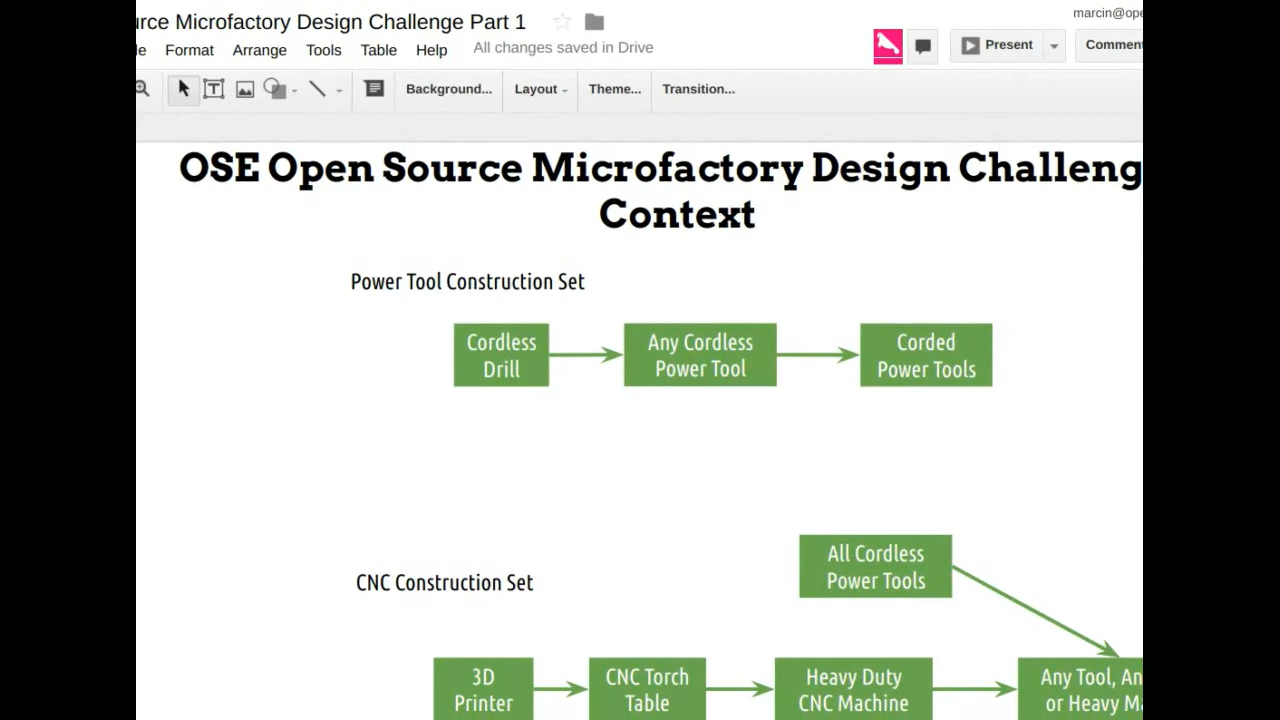 urce Microfactory Design Challenge Part 1
marcin@ope
le Format Arrange Tools Table Help All changes saved in Drive
Present
Comment
Background... Layout Theme... Transition...
OSE Open Source Microfactory Design Challeng
Context
Power Tool Construction Set
Cordless
Drill
Any Cordless
Power Tool
Corded
Power Tools
All Cordless
Power Tools
CNC Construction Set
3D
Printer
CNC Torch
Table
Heavy Duty
CNC Machine
Any Tool, An
or Heavy Ma